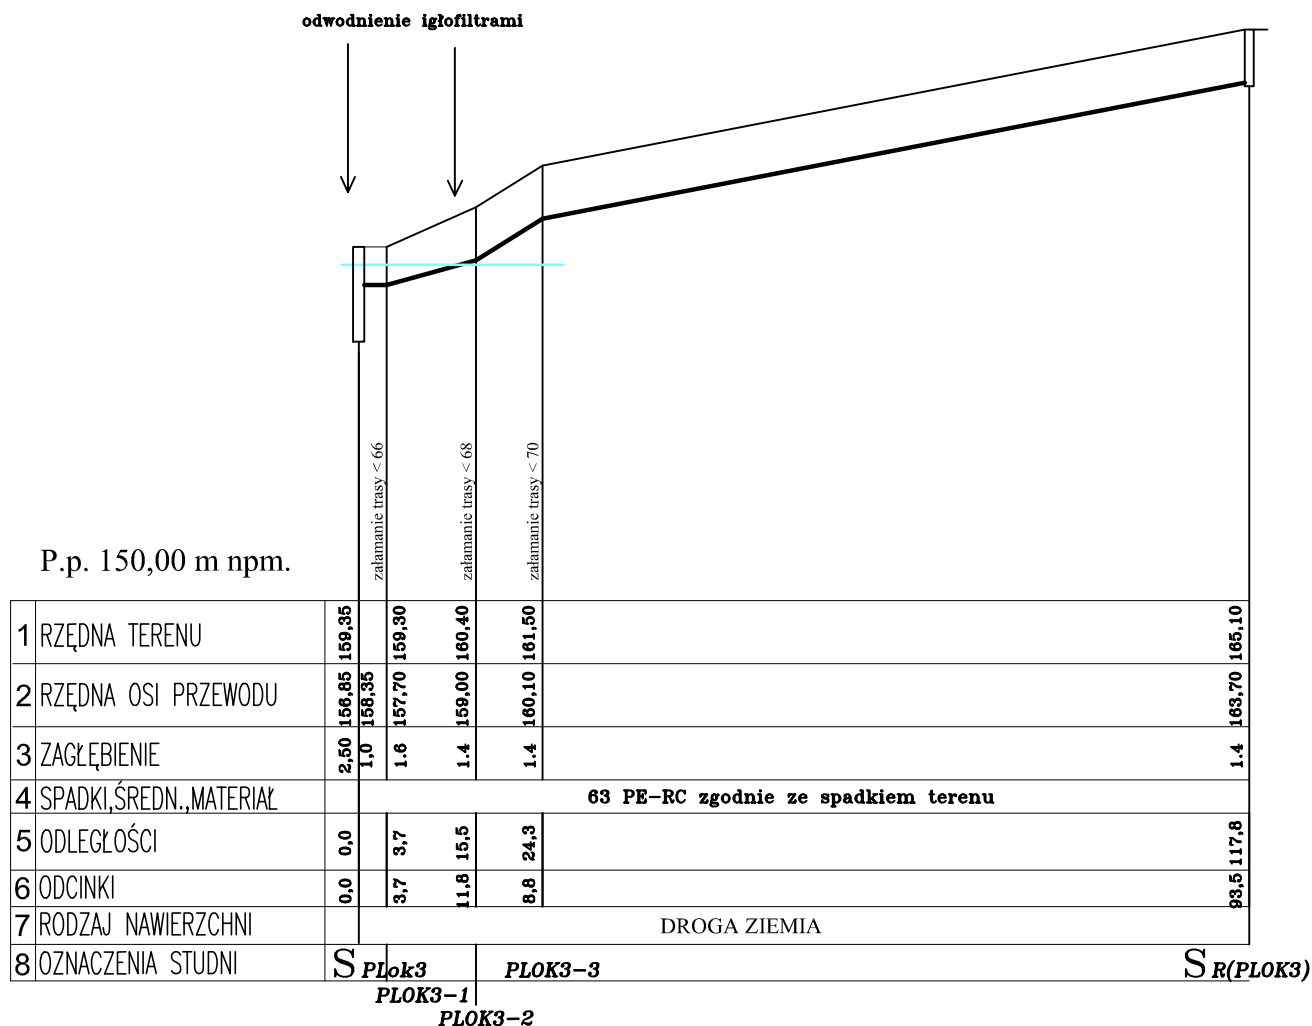 odwodnienie igłofiltrami
załamanie trasy < 66
załamanie trasy < 68
załamanie trasy < 70
P.p. 150,00 m npm.
1 RZĘDNA TERENU 159,35 159,30 160,40 161,50 165,10
2 RZĘDNA OSI PRZEWODU 156,85 158,35 157,70 159,00 160,10 163,70
3 ZAGŁĘBIENIE 2,50 1,0 1.6 1.4 1.4 1.4
4 SPADKI,ŚREDN.,MATERIAŁ 63 PE-RC zgodnie ze spadkiem terenu
5 ODLEGŁOŚCI 0,0 3,7 15,5 24,3 117,8
6 ODCINKI 0,0 3,7 11,8 8,8 93,5
7 RODZAJ NAWIERZCHNI DROGA ZIEMIA
8 OZNACZENIA STUDNI S PLok3 PLOK3-3 S R(PLOK3)
PLOK3-1
PLOK3-2